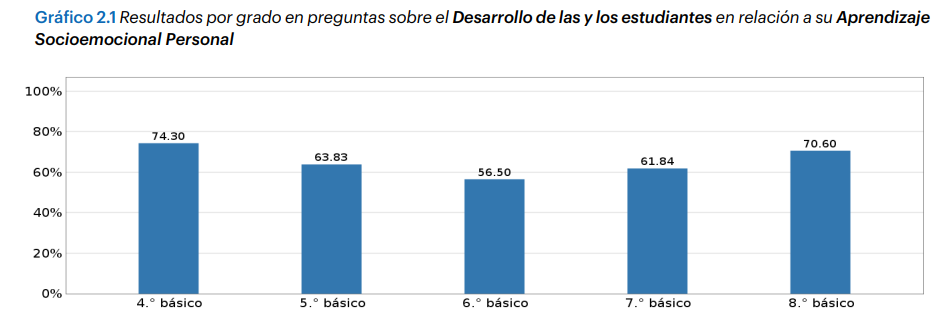 Gráfico 2.1 Resultados por grado en preguntas sobre el Desarrollo de las y los estudiantes en relación a su Aprendizaje
Socioemocional Personal
100%
80%
60%
40%
20%
0%
74.30
63.83
56.50
61.84
70.60
4.° básico
5.° básico
6.° básico
7.° básico
8.° básico